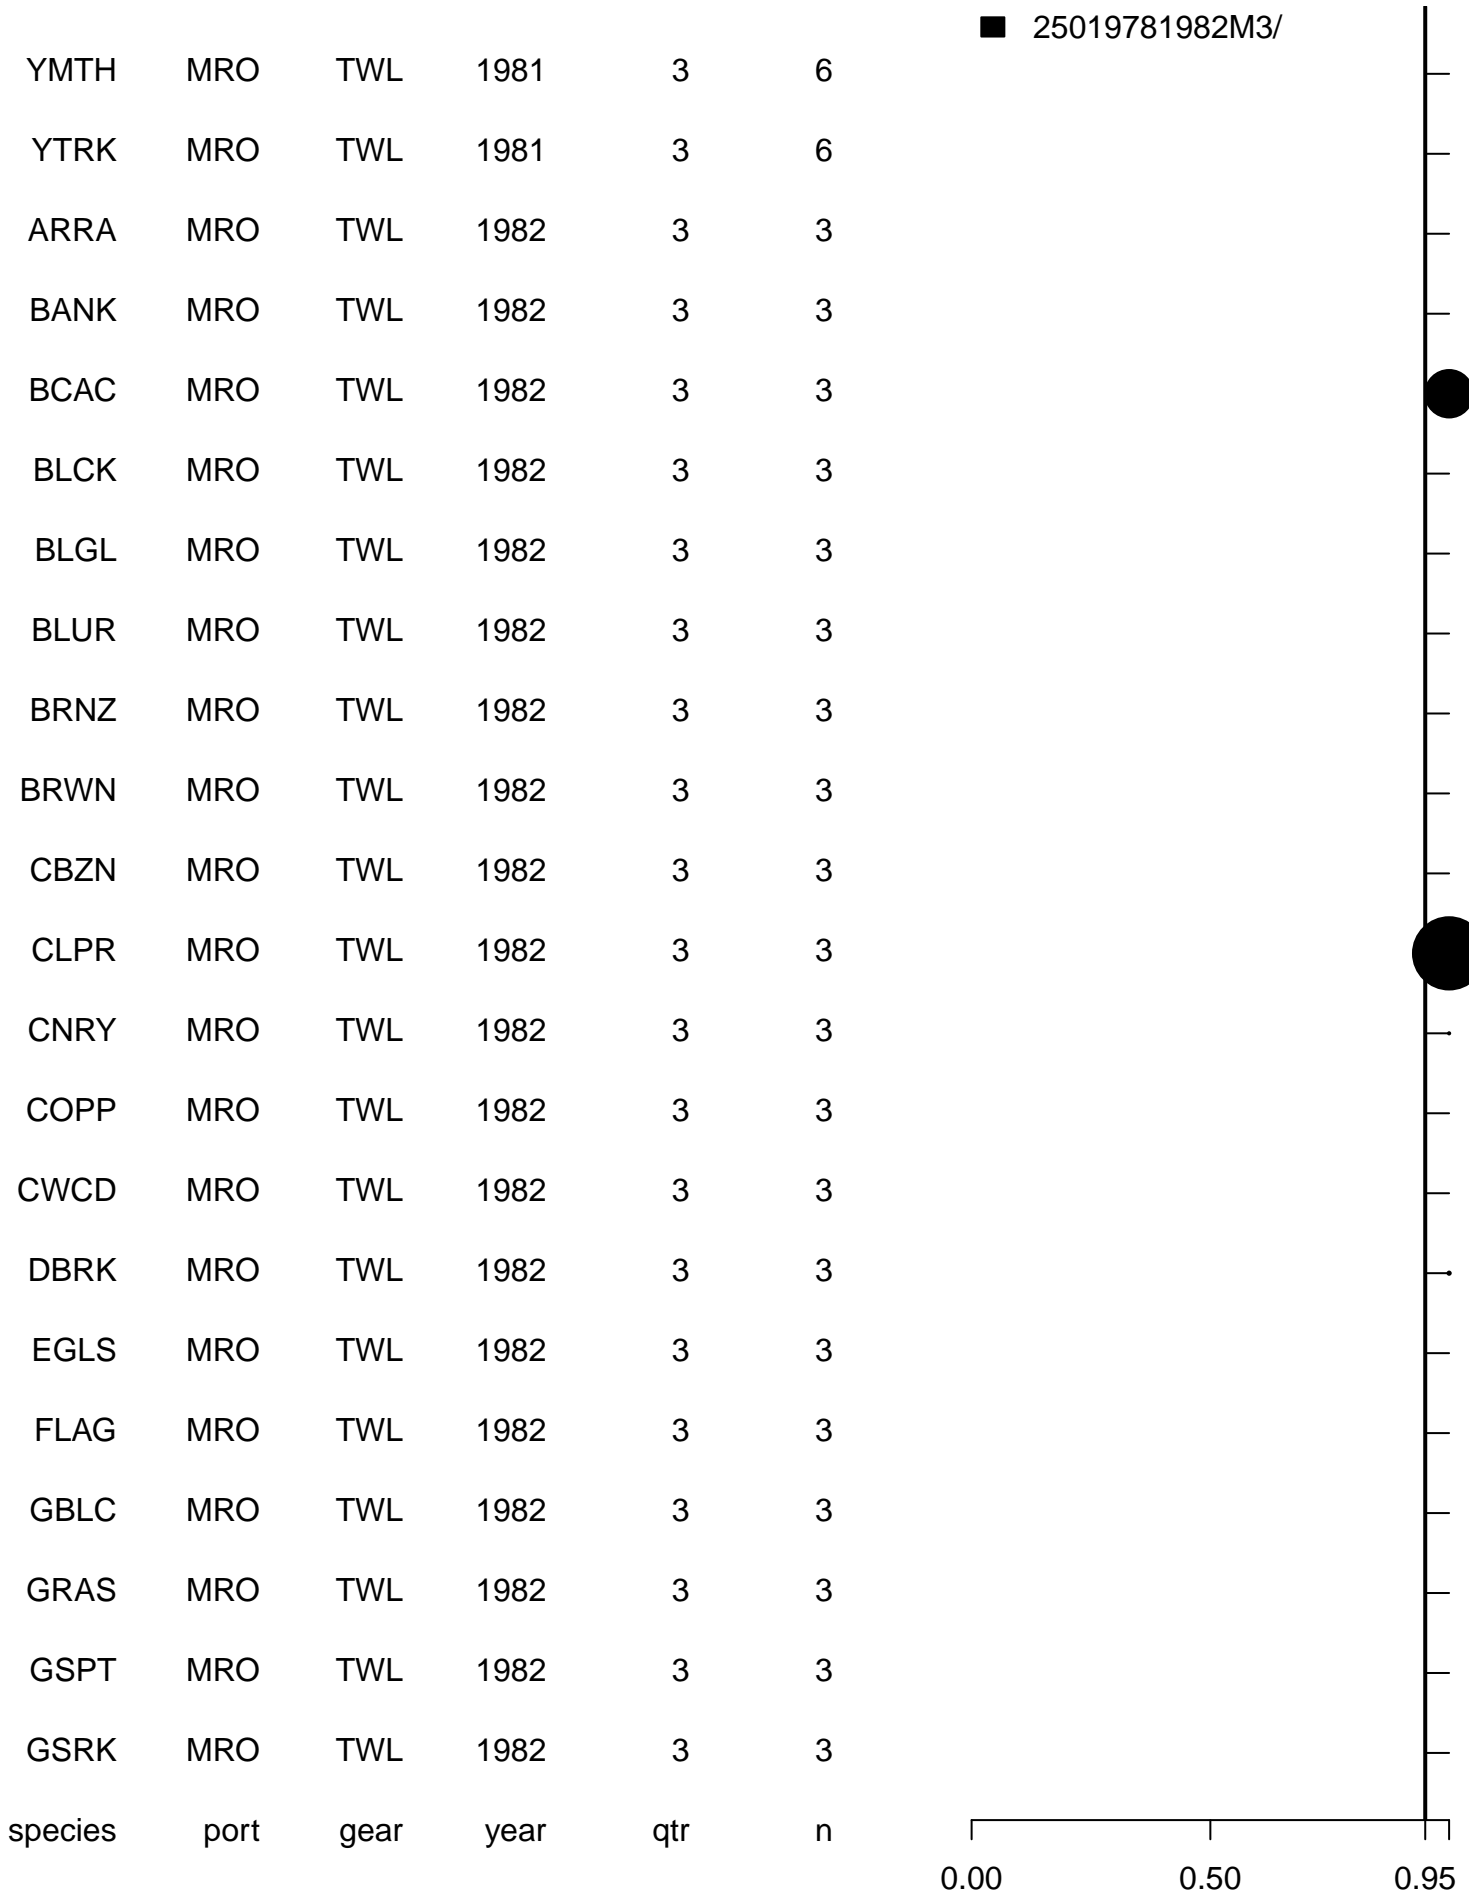 25019781982M3/
YMTH MRO TWL 1981 3 6
YTRK MRO TWL 1981 3 6
ARRA MRO TWL 1982 3 3
BANK MRO TWL 1982 3 3
BCAC MRO TWL 1982 3 3
BLCK MRO TWL 1982 3 3
BLGL MRO TWL 1982 3 3
BLUR MRO TWL 1982 3 3
BRNZ MRO TWL 1982 3 3
BRWN MRO TWL 1982 3 3
CBZN MRO TWL 1982 3 3
CLPR MRO TWL 1982 3 3
CNRY MRO TWL 1982 3 3
COPP MRO TWL 1982 3 3
CWCD MRO TWL 1982 3 3
DBRK MRO TWL 1982 3 3
EGLS MRO TWL 1982 3 3
FLAG MRO TWL 1982 3 3
GBLC MRO TWL 1982 3 3
GRAS MRO TWL 1982 3 3
GSPT MRO TWL 1982 3 3
GSRK MRO TWL 1982 3 3
species port gear year qtr n
0.00 0.50 0.95